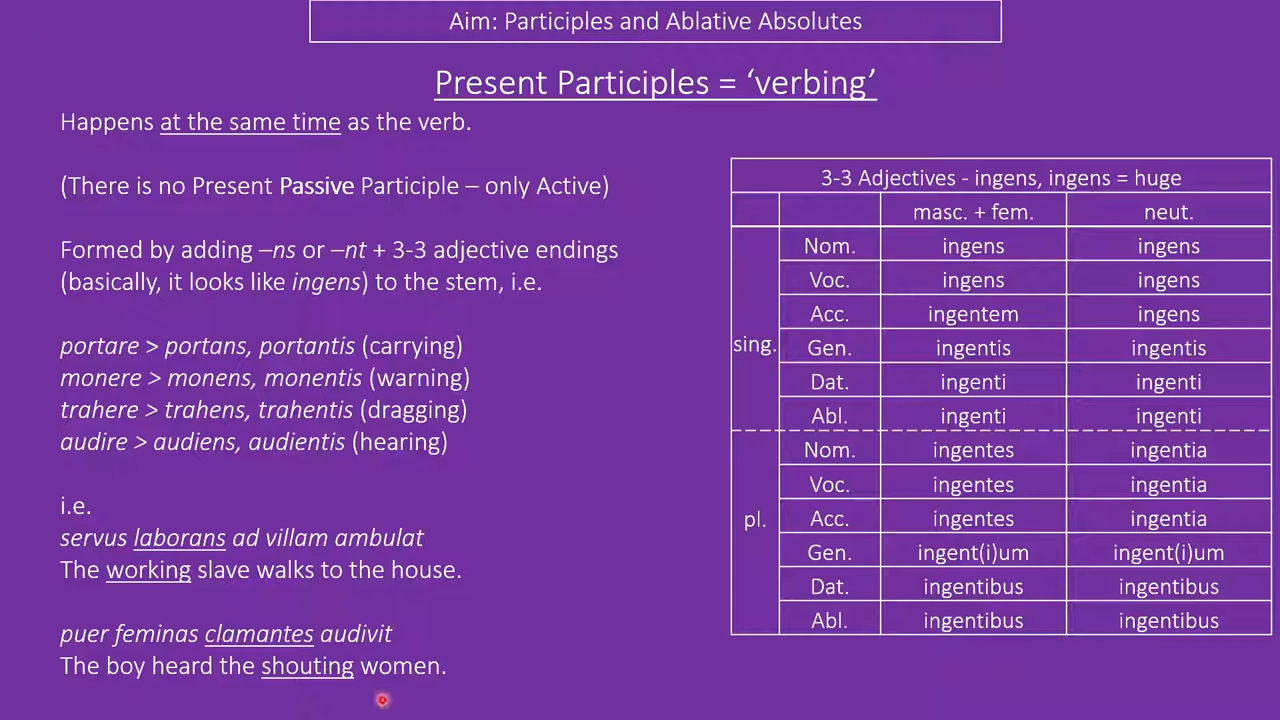 Aim: Participles and Ablative Absolutes
Present Participles = ‘verbing’
Happens at the same time as the verb.
(There is no Present Passive Participle – only Active)
Formed by adding –ns or –nt + 3-3 adjective endings
(basically, it looks like ingens) to the stem, i.e.
portare > portans, portantis (carrying)
monere > monens, monentis (warning)
trahere > trahens, trahentis (dragging)
audire > audiens, audientis (hearing)
i.e.
servus laborans ad villam ambulat
The working slave walks to the house.
puer feminas clamantes audivit
The boy heard the shouting women.
3-3 Adjectives - ingens, ingens = huge
masc. + fem. neut.
sing.
Nom. ingens ingens
Voc. ingens ingens
Acc. ingentem ingens
Gen. ingentis ingentis
Dat. ingenti ingenti
Abl. ingenti ingenti
pl.
Nom. ingentes ingentia
Voc. ingentes ingentia
Acc. ingentes ingentia
Gen. ingent(i)um ingent(i)um
Dat. ingentibus ingentibus
Abl. ingentibus ingentibus